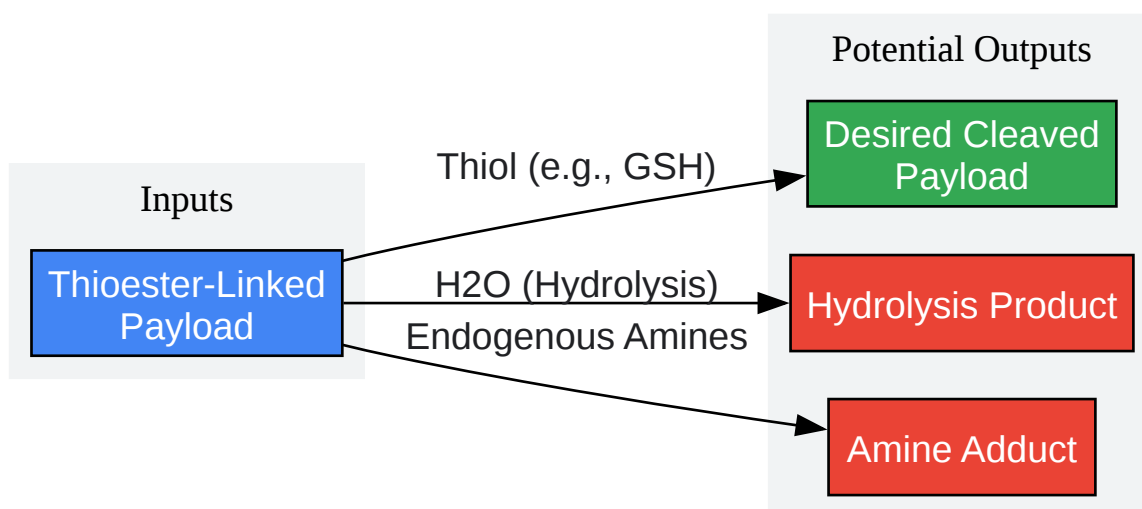 Inputs
Thioester-Linked
Payload
Thiol (e.g., GSH)
H2O (Hydrolysis)
Endogenous Amines
Potential Outputs
Desired Cleaved
Payload
Hydrolysis Product
Amine Adduct